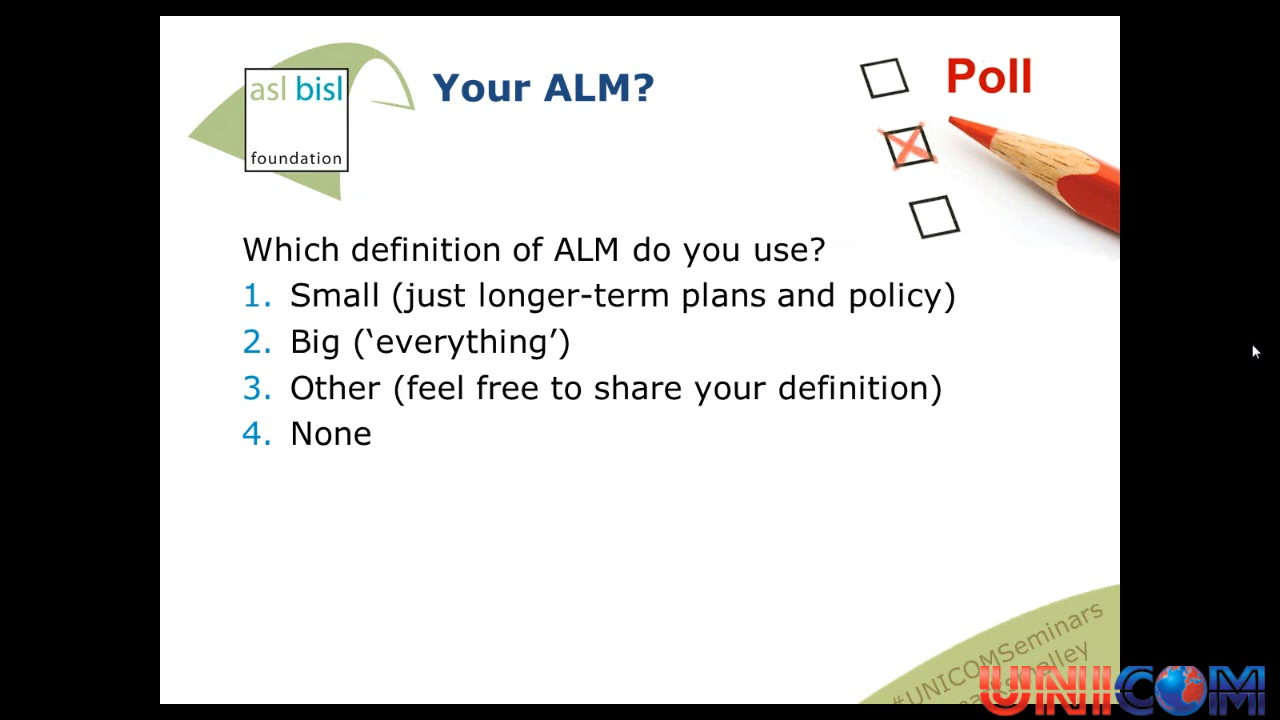 asl bisl
foundation
Your ALM?
Poll
Which definition of ALM do you use?
1. Small (just longer-term plans and policy)
2. Big (‘everything’)
3. Other (feel free to share your definition)
4. None
#UNICOMSeminars
UNICOM